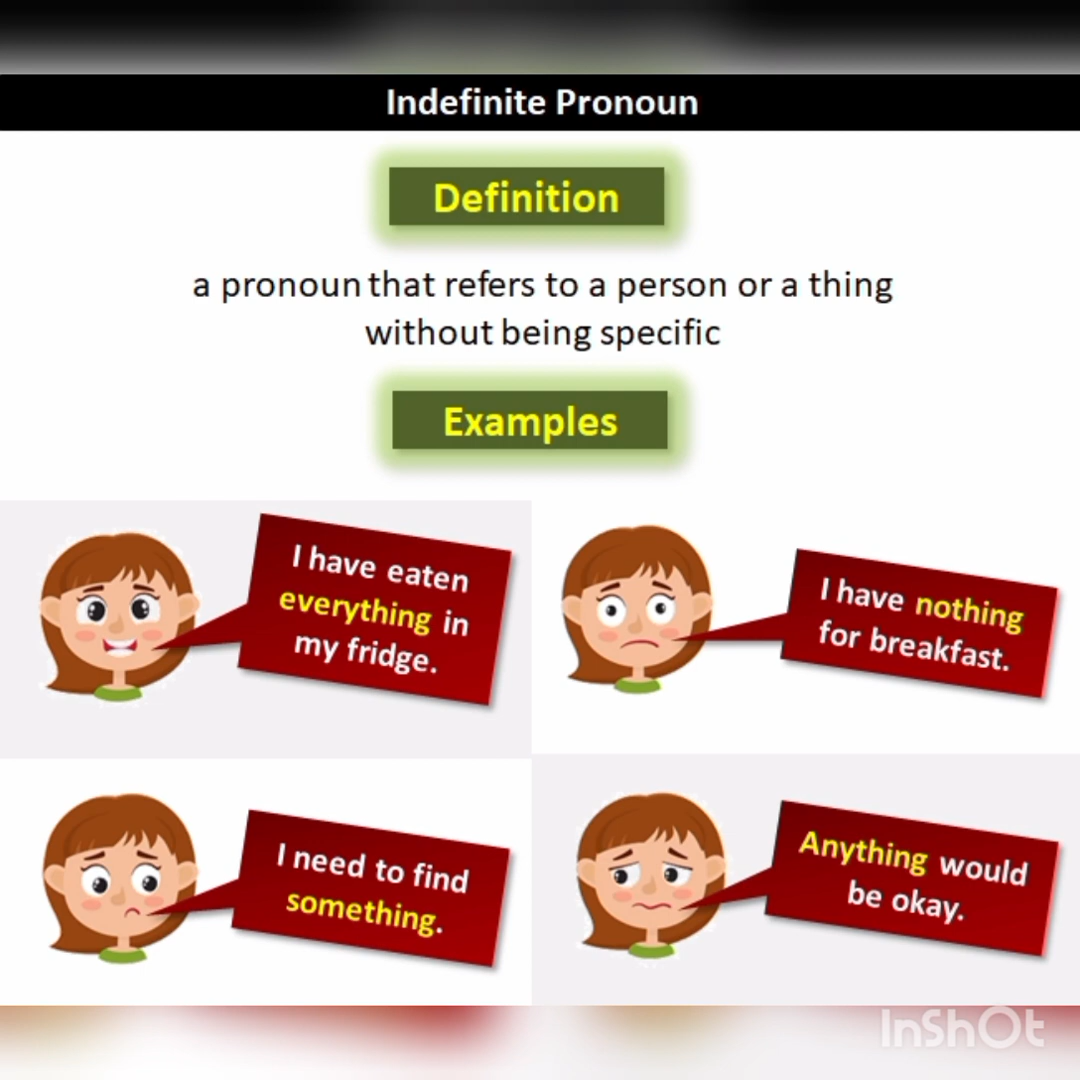 Indefinite Pronoun
Definition
a pronoun that refers to a person or a thing
without being specific
Examples
I have eaten
everything in
my fridge.
I have nothing
for breakfast.
I need to find
something.
Anything would
be okay.
InShOt